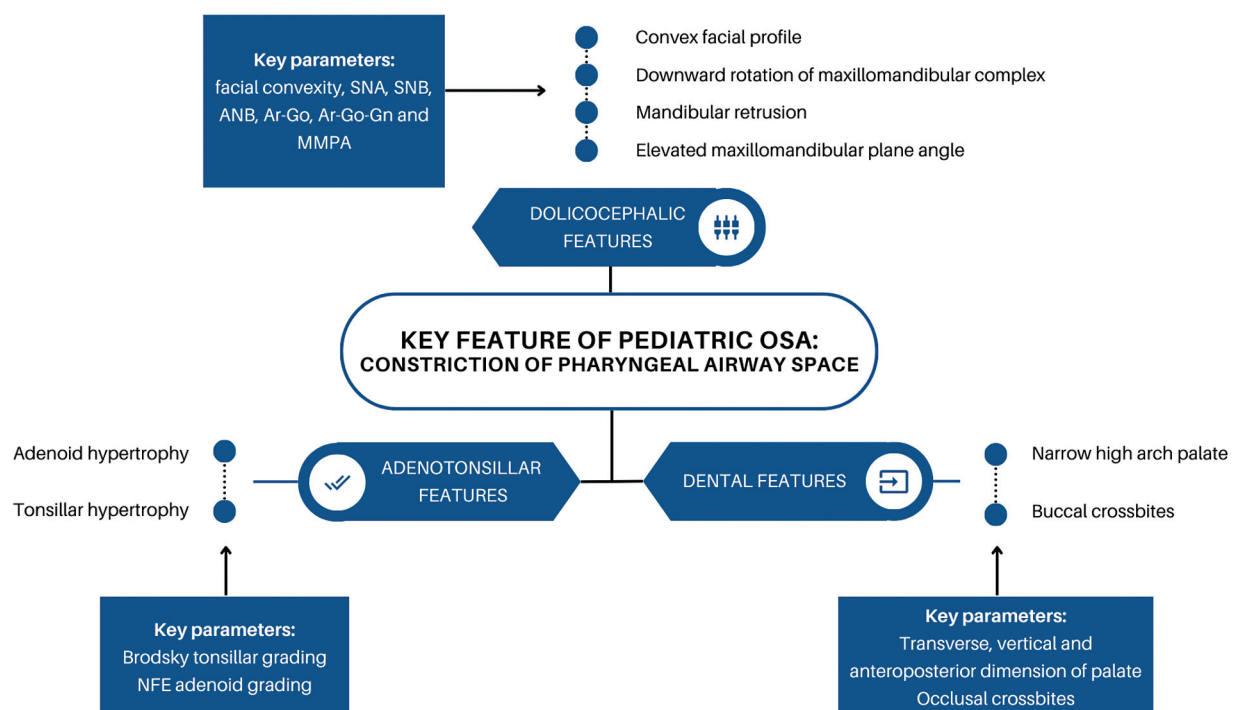 Key parameters:
facial convexity, SNA, SNB,
ANB, Ar-Go, Ar-Go-Gn and
MMPA
Convex facial profile
Downward rotation of maxillomandibular complex
Mandibular retrusion
Elevated maxillomandibular plane angle
DOLICOCEPHALIC
FEATURES
KEY FEATURE OF PEDIATRIC OSA:
CONSTRICTION OF PHARYNGEAL AIRWAY SPACE
Adenoid hypertrophy
Tonsillar hypertrophy
ADENOTONSILLAR
FEATURES
DENTAL FEATURES
Narrow high arch palate
Buccal crossbites
Key parameters:
Brodsky tonsillar grading
NFE adenoid grading
Key parameters:
Transverse, vertical and
anteroposterior dimension of palate
Occlusal crossbites